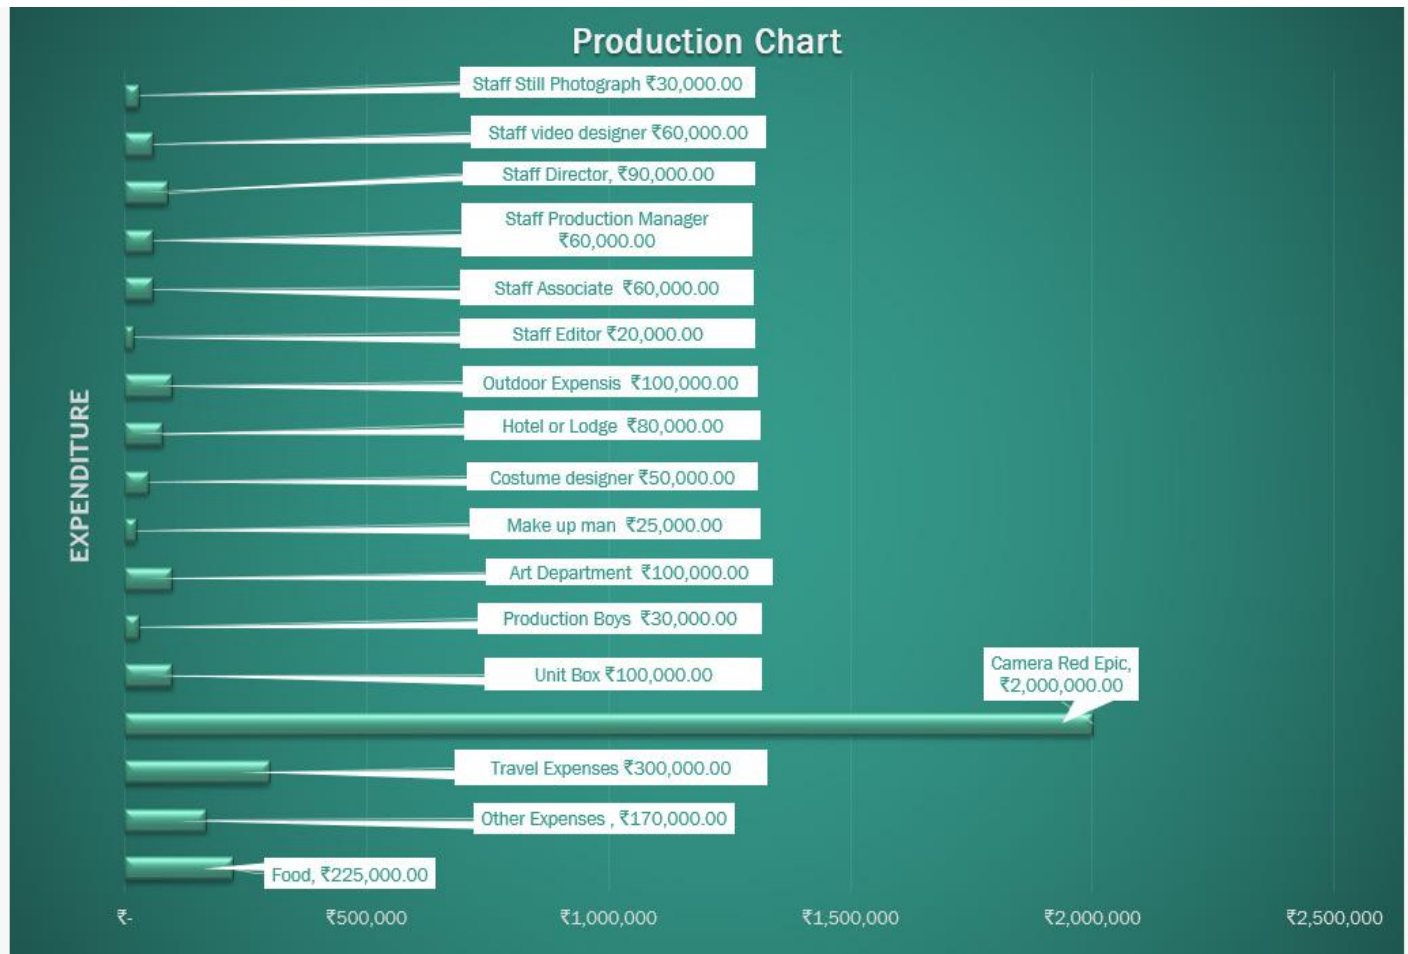 Production Chart
Staff Still Photograph ₹30,000.00
Staff video designer ₹60,000.00
Staff Director, ₹90,000.00
Staff Production Manager
₹60,000.00
Staff Associate  ₹60,000.00
Staff Editor ₹20,000.00
Outdoor Expensis  ₹100,000.00
Hotel or Lodge  ₹80,000.00
Costume designer ₹50,000.00
Make up man  ₹25,000.00
Art Department  ₹100,000.00
Production Boys  ₹30,000.00
Unit Box ₹100,000.00
Camera Red Epic,
₹2,000,000.00
Travel Expenses ₹300,000.00
Other Expenses , ₹170,000.00
Food, ₹225,000.00
EXPENDITURE
₹- ₹500,000 ₹1,000,000 ₹1,500,000 ₹2,000,000 ₹2,500,000